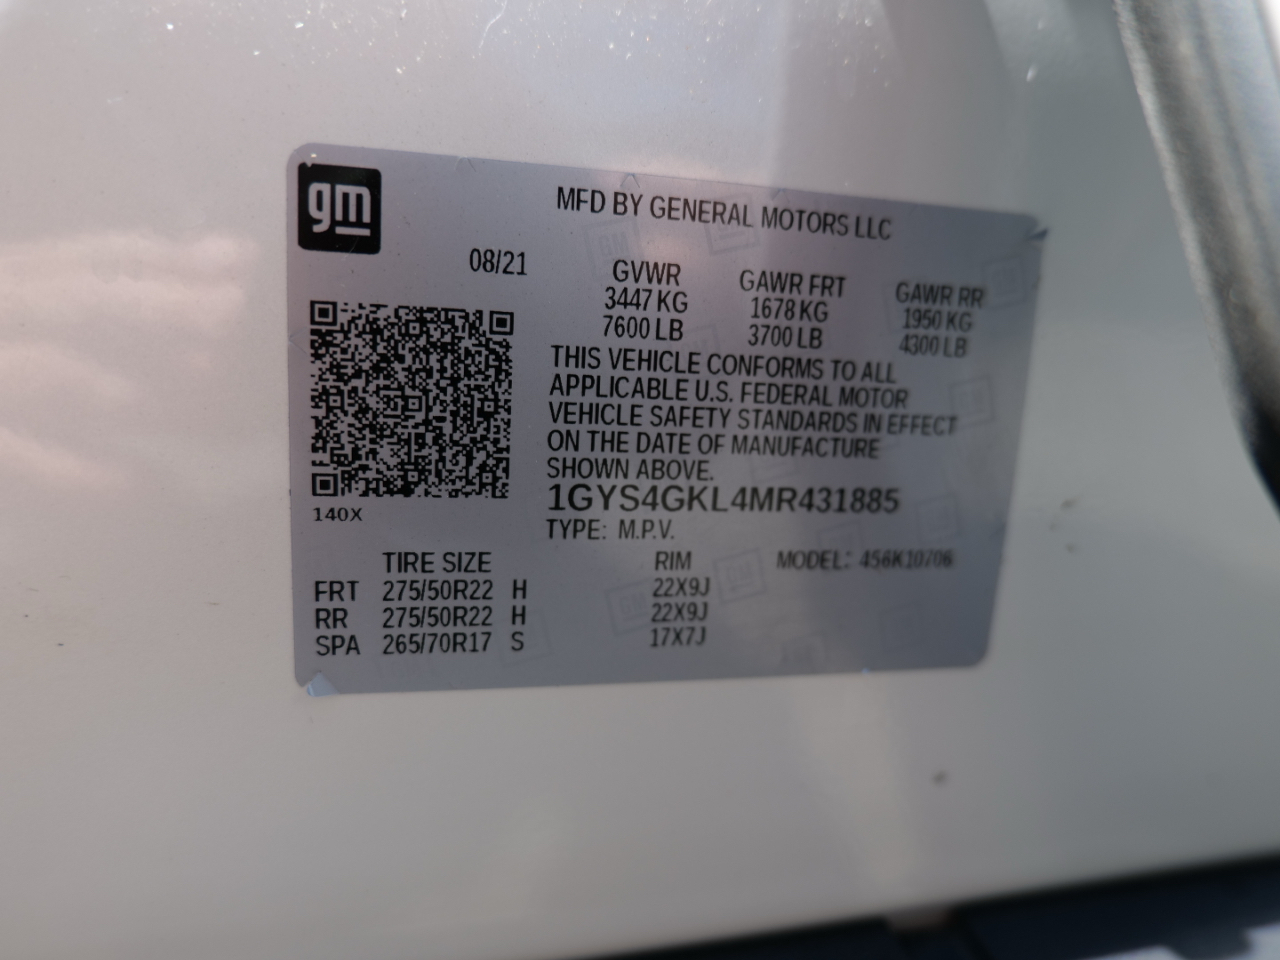 gm
MFD BY GENERAL MOTORS LLC
08/21
GVWR GAWR FRT GAWR RR
3447 KG 1678 KG 1950 KG
7600 LB 3700 LB 4300 LB
THIS VEHICLE CONFORMS TO ALL
APPLICABLE U.S. FEDERAL MOTOR
VEHICLE SAFETY STANDARDS IN EFFECT
ON THE DATE OF MANUFACTURE
SHOWN ABOVE.
1GYS4GKL4MR431885
140X
TYPE: M.P.V.
TIRE SIZE RIM MODEL: 456K10706
FRT 275/50R22 H 22X9J
RR 275/50R22 H 22X9J
SPA 265/70R17 S 17X7J